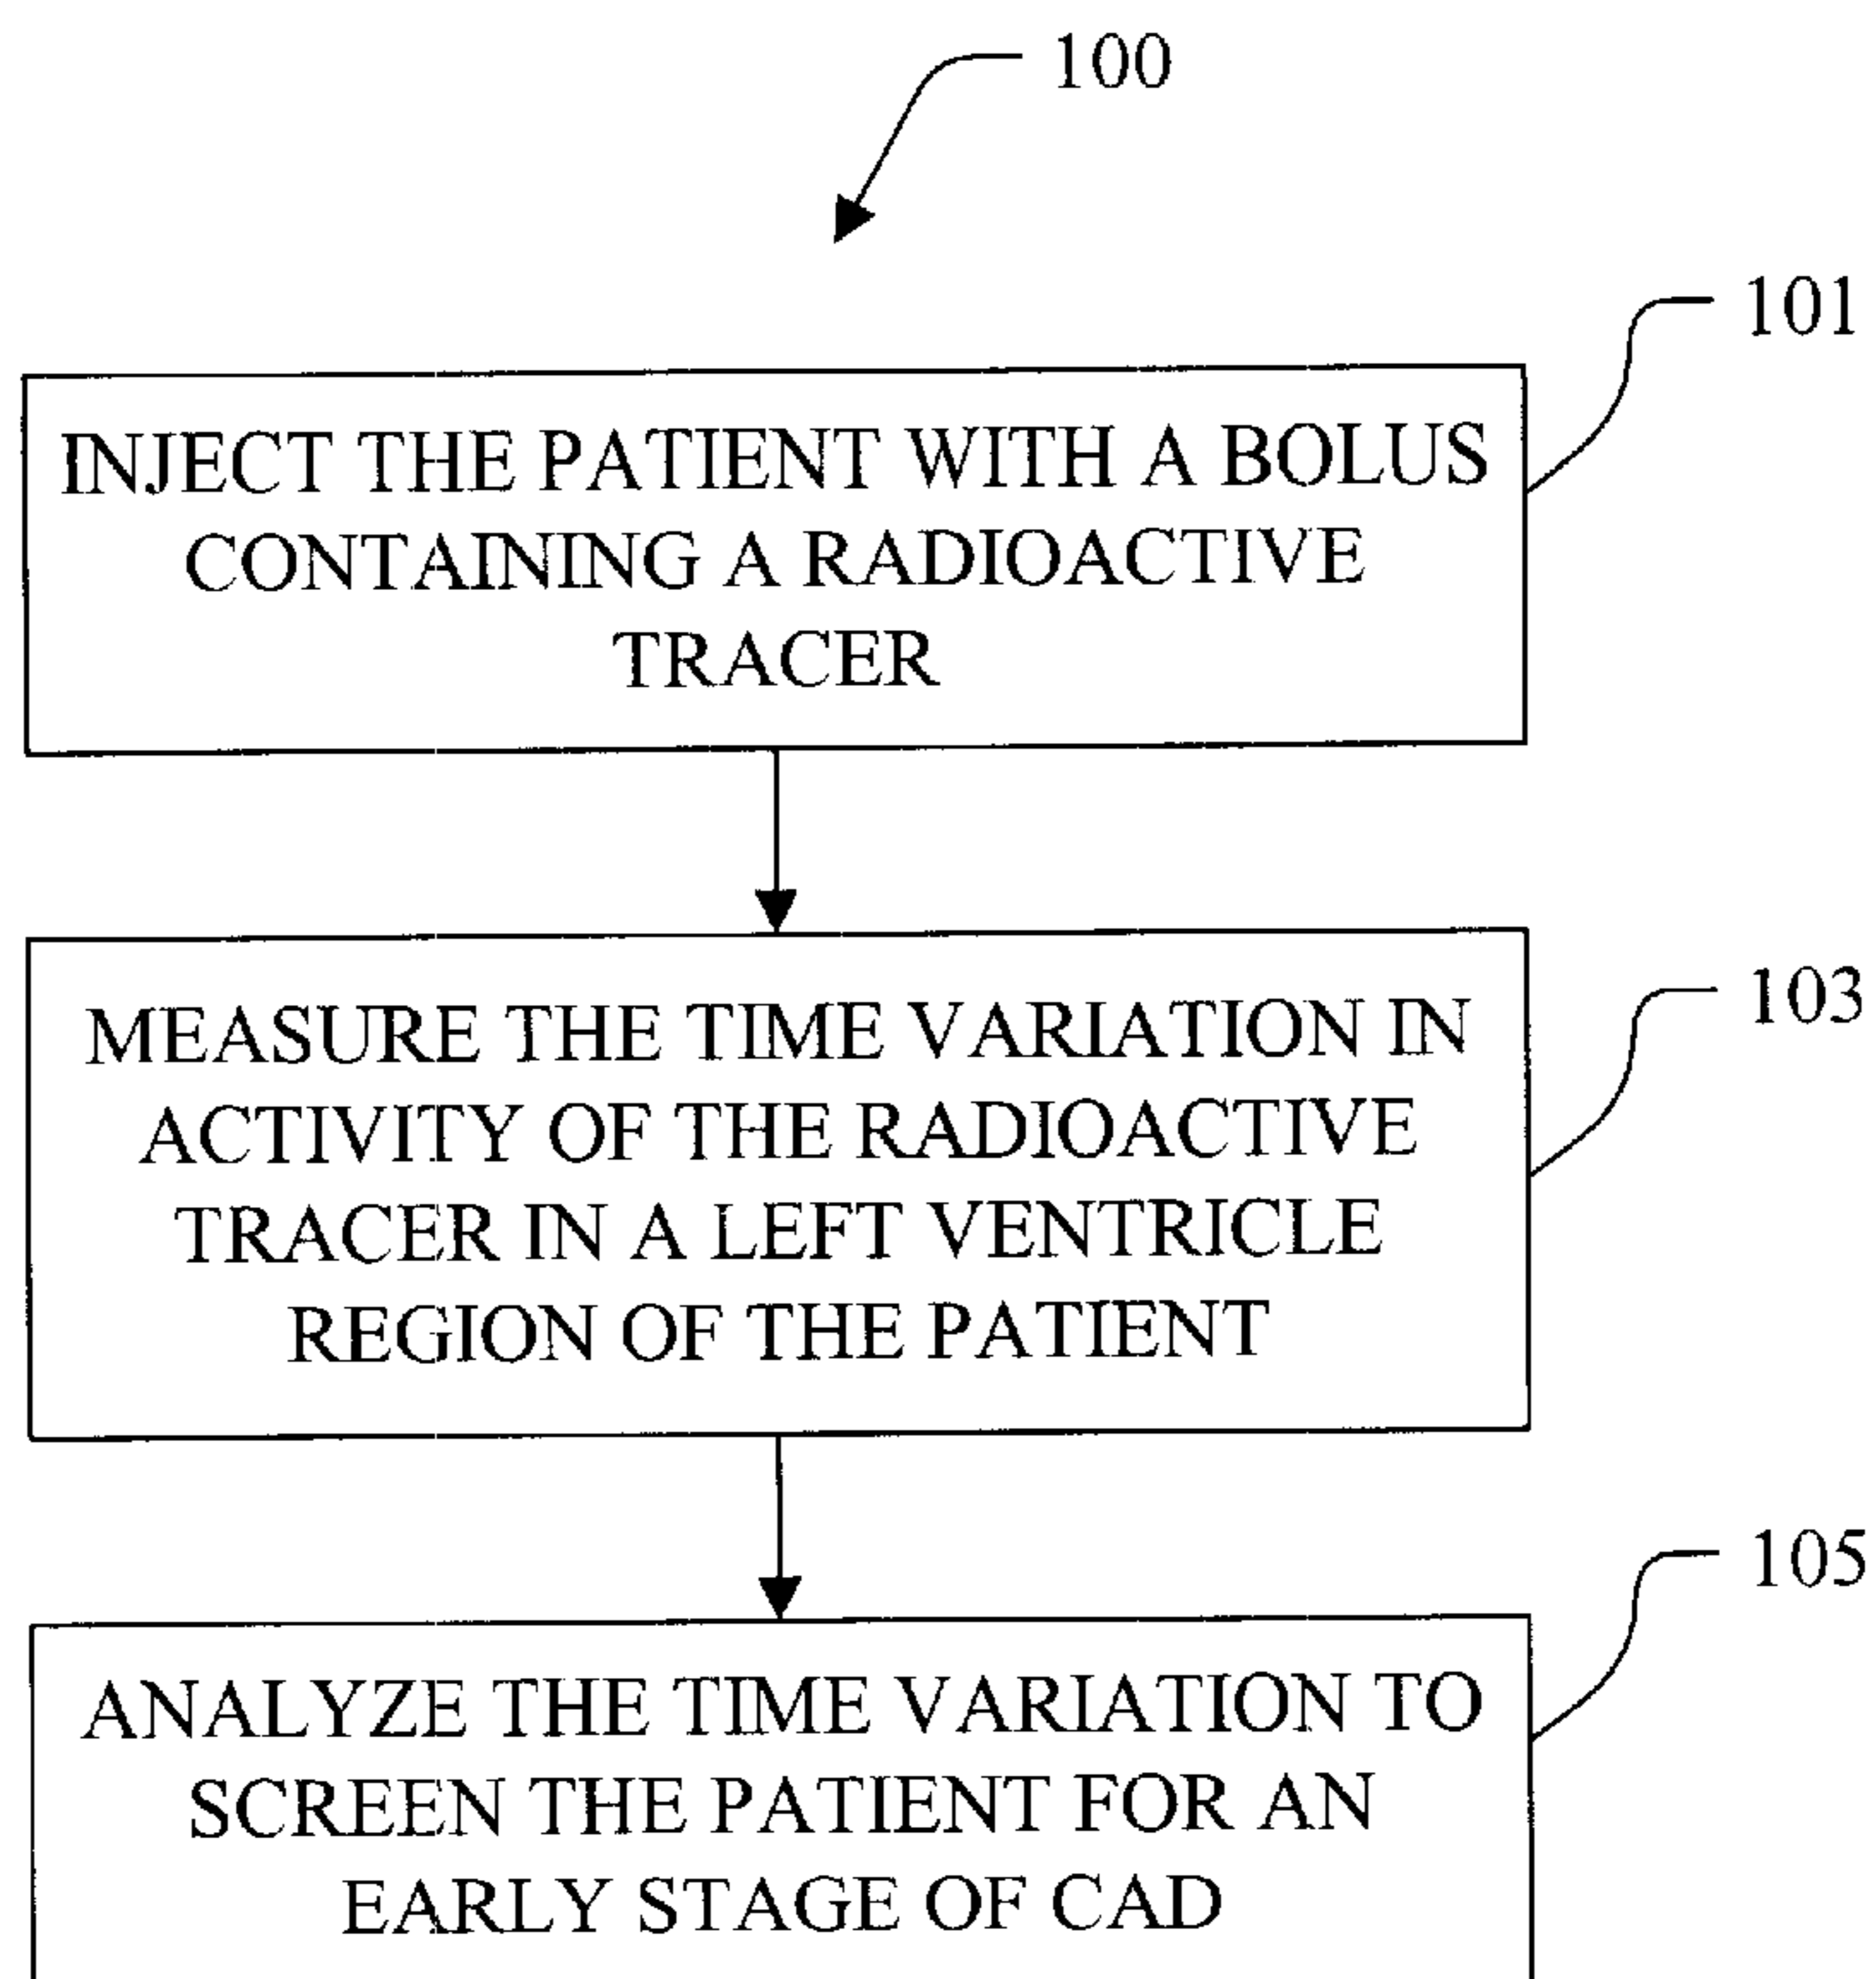 100
101
INJECT THE PATIENT WITH A BOLUS
CONTAINING A RADIOACTIVE
TRACER
103
MEASURE THE TIME VARIATION IN
ACTIVITY OF THE RADIOACTIVE
TRACER IN A LEFT VENTRICLE
REGION OF THE PATIENT
105
ANALYZE THE TIME VARIATION TO
SCREEN THE PATIENT FOR AN
EARLY STAGE OF CAD